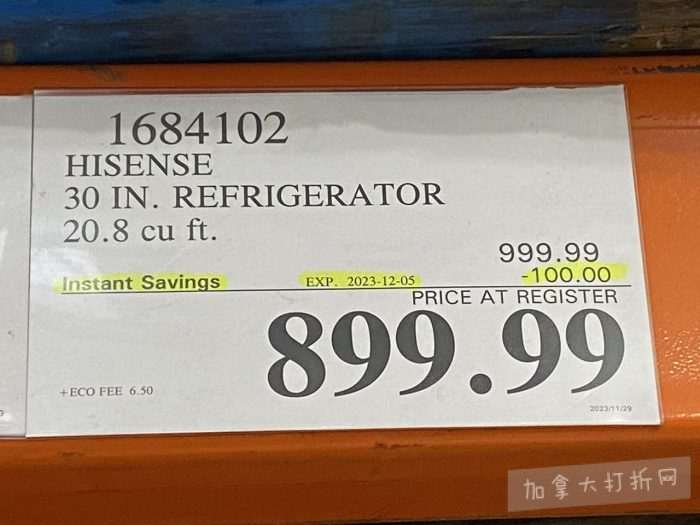 1684102
HISENSE
30 IN. REFRIGERATOR
20.8 cu ft.
999.99
Instant Savings EXP. 2023-12-05 -100.00
PRICE AT REGISTER
899.99
+ECO FEE 6.50
2023/11/29
加拿大打折网